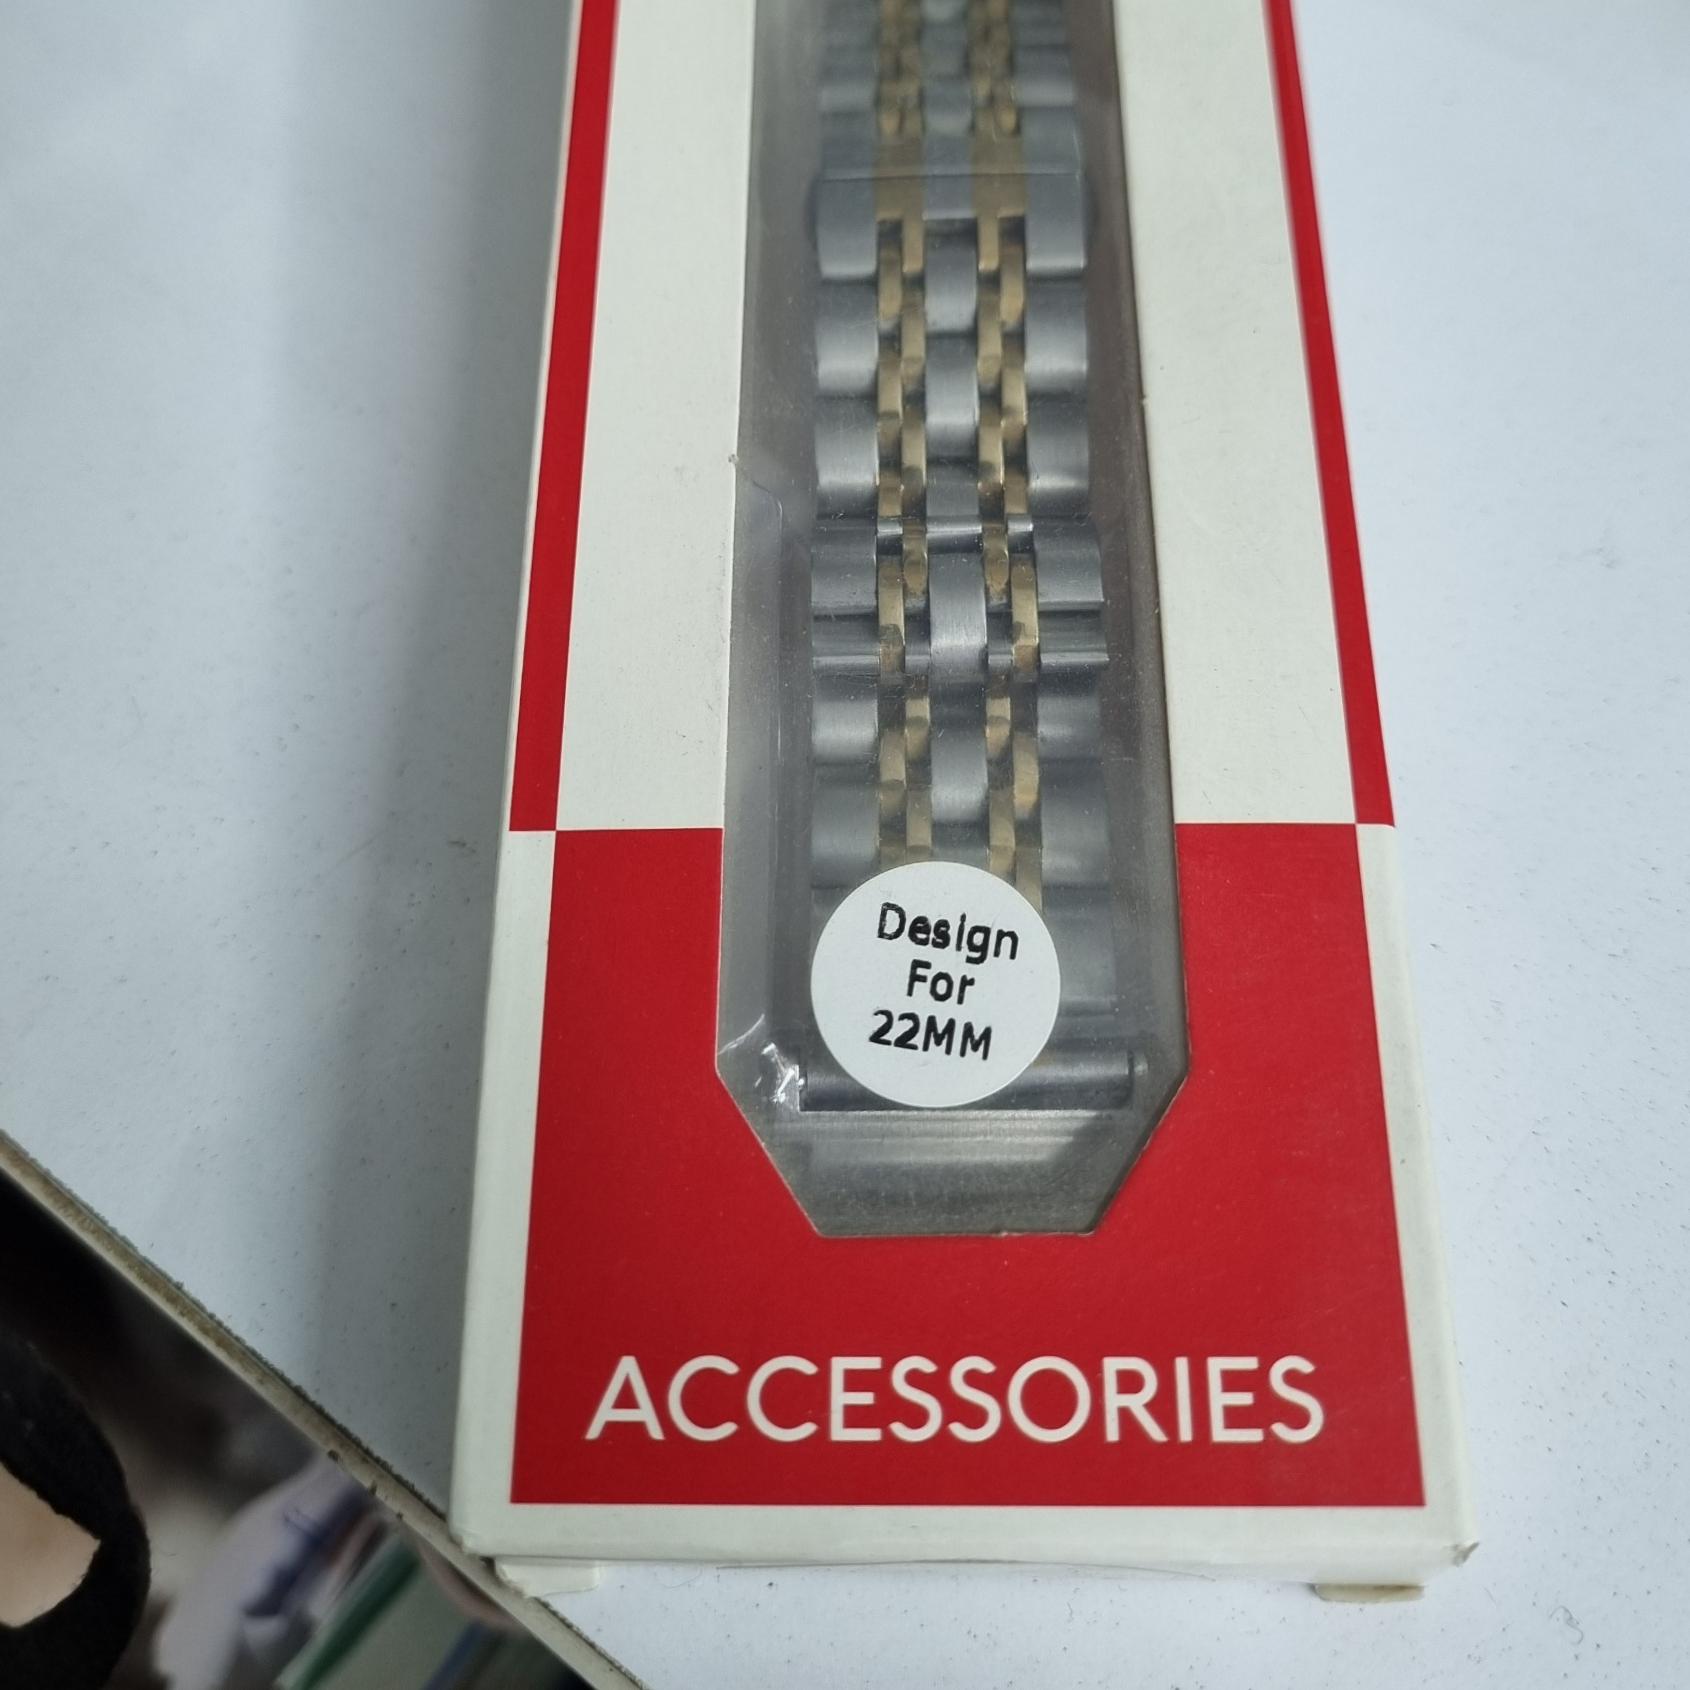 Design
For
22MM
ACCESSORIES